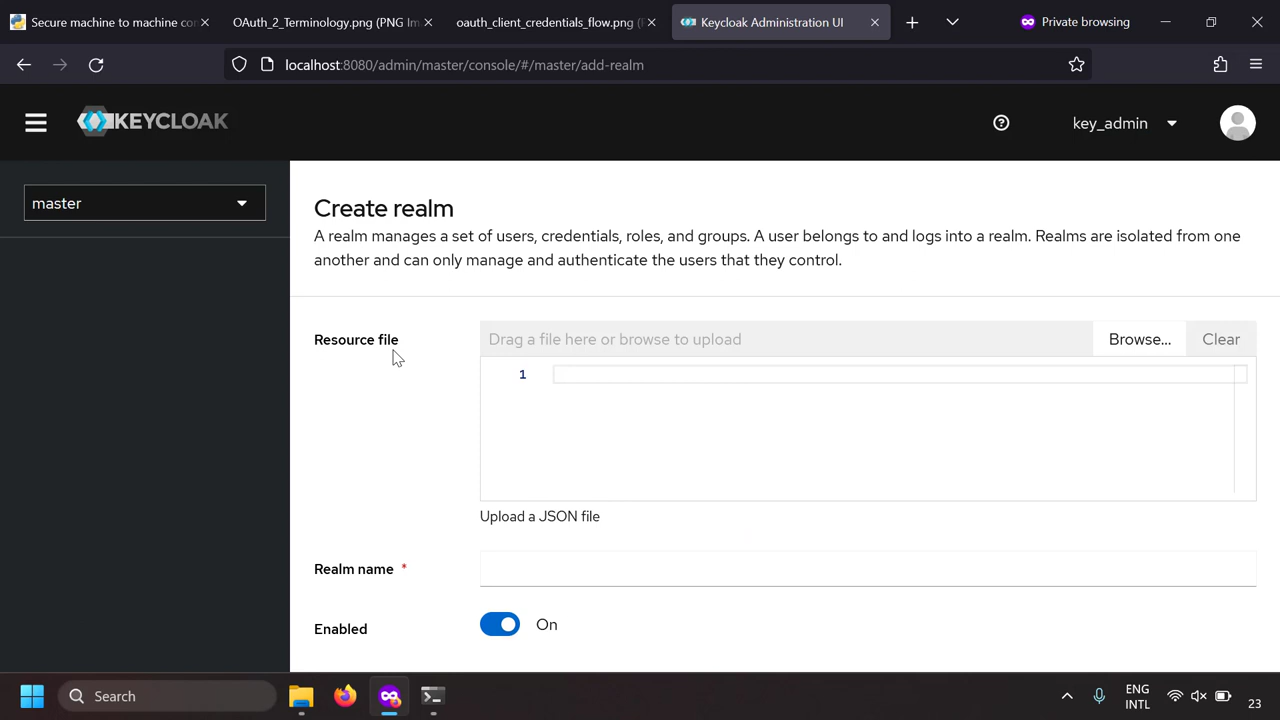 Secure machine to machine con
OAuth_2_Terminology.png (PNG Im
oauth_client_credentials_flow.png (
Keycloak Administration UI
Private browsing
localhost:8080/admin/master/console/#/master/add-realm
KEYCLOAK
key_admin
master
Create realm
A realm manages a set of users, credentials, roles, and groups. A user belongs to and logs into a realm. Realms are isolated from one
another and can only manage and authenticate the users that they control.
Resource file
Drag a file here or browse to upload
Browse...
Clear
1
Upload a JSON file
Realm name *
Enabled
On
Search
ENG
INTL
23